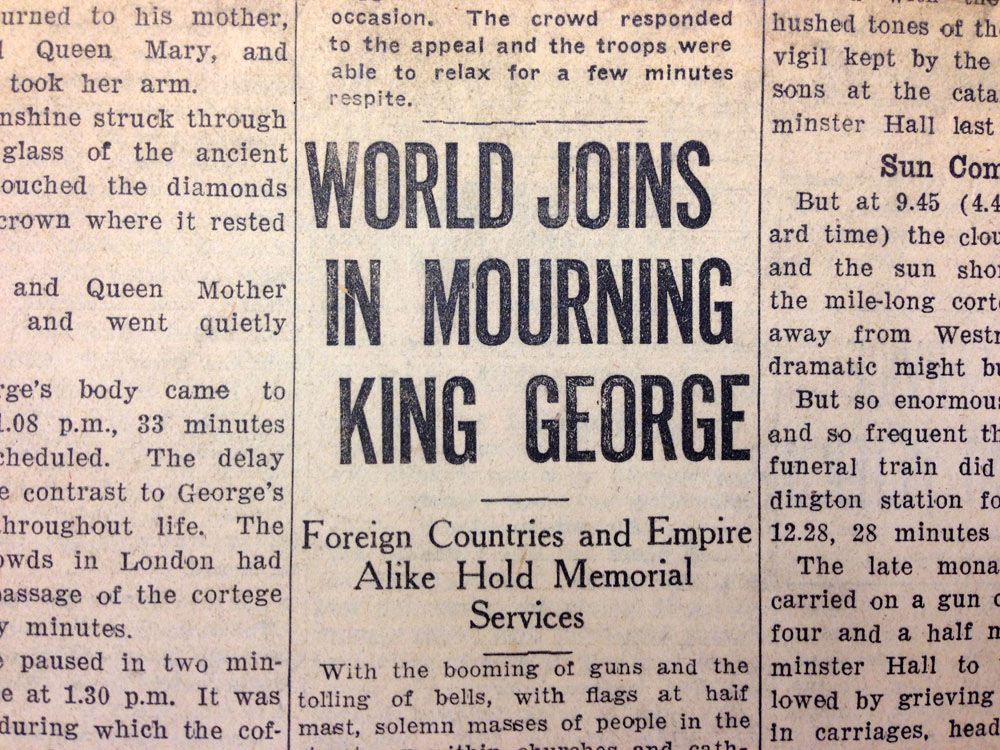 urned to his mother,
Queen Mary, and
took her arm.
nshine struck through
glass of the ancient
ouched the diamonds
crown where it rested
and Queen Mother
and went quietly
rge's body came to
1.08 p.m., 33 minutes
cheduled. The delay
e contrast to George's
throughout life. The
owds in London had
passage of the cortege
y minutes.
paused in two min-
e at 1.30 p.m. It was
during which the cof-
occasion. The crowd responded
to the appeal and the troops were
able to relax for a few minutes
respite.
WORLD JOINS
IN MOURNING
KING GEORGE
Foreign Countries and Empire
Alike Hold Memorial
Services
With the booming of guns and the
tolling of bells, with flags at half
mast, solemn masses of people in the
within churches and cath-
hushed tones of th
vigil kept by the
sons at the cata
minster Hall last
Sun Com
But at 9.45 (4.4
ard time) the clou
and the sun sho
the mile-long cort
away from Westm
dramatic might bu
But so enormous
and so frequent th
funeral train did
dington station fo
12.28, 28 minutes
The late mona
carried on a gun c
four and a half m
minster Hall to
lowed by grieving
in carriages, head